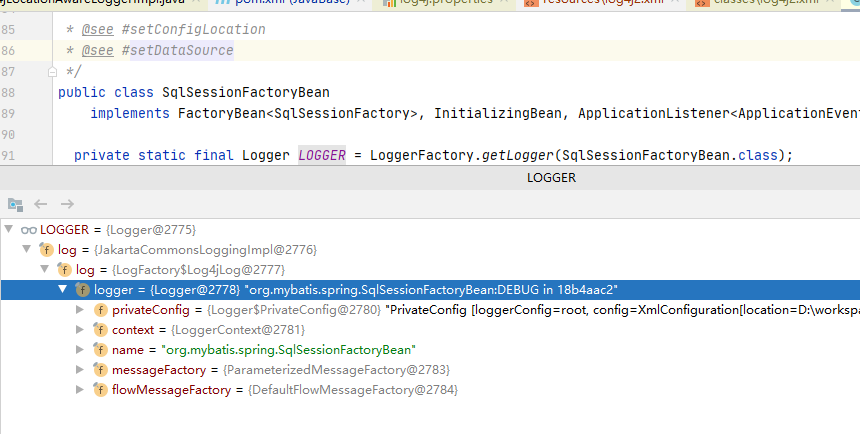 jLocationAwareLoggerImpl.java pom.xml (JavaBase) log4j.properties resources\log4j2.xml classes\log4j2.xml
85 * @see #setConfigLocation
86 * @see #setDataSource
87 */
88 public class SqlSessionFactoryBean
89 implements FactoryBean<SqlSessionFactory>, InitializingBean, ApplicationListener<ApplicationEven
90
91 private static final Logger LOGGER = LoggerFactory.getLogger(SqlSessionFactoryBean.class);
LOGGER
LOGGER = {Logger@2775}
f log = {JakartaCommonsLoggingImpl@2776}
f log = {LogFactory$Log4jLog@2777}
f logger = {Logger@2778} "org.mybatis.spring.SqlSessionFactoryBean:DEBUG in 18b4aac2"
f privateConfig = {Logger$PrivateConfig@2780} "PrivateConfig [loggerConfig=root, config=XmlConfiguration[location=D:\workspa
f context = {LoggerContext@2781}
f name = "org.mybatis.spring.SqlSessionFactoryBean"
f messageFactory = {ParameterizedMessageFactory@2783}
f flowMessageFactory = {DefaultFlowMessageFactory@2784}